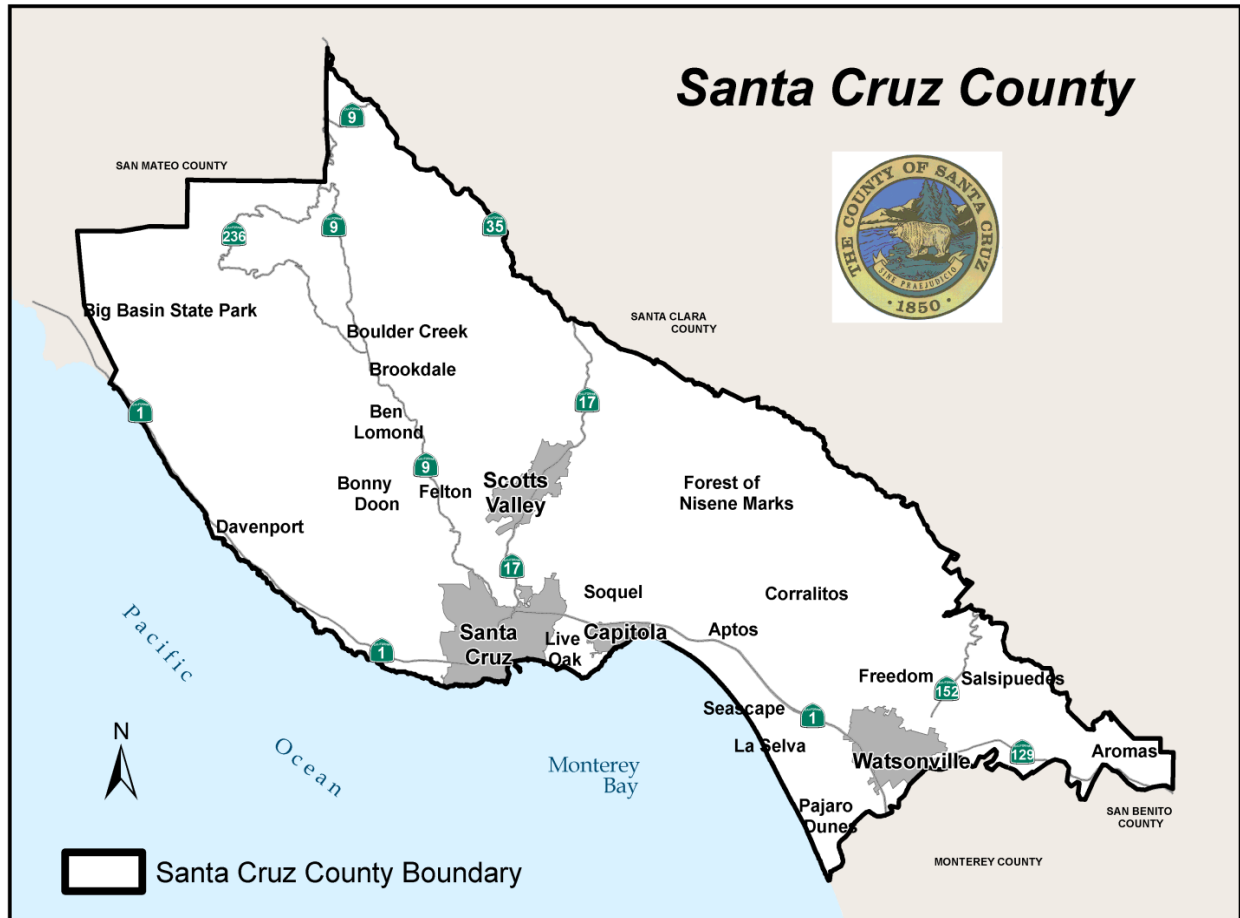 Santa Cruz County
THE COUNTY OF SANTA CRUZ
SINE PRAEJUDICIO
· 1850 ·
9
SAN MATEO COUNTY
236
9
35
Big Basin State Park
SANTA CLARA
COUNTY
Boulder Creek
Brookdale
17
1
Ben
Lomond
9
Bonny
Doon
Felton
Scotts
Valley
Forest of
Nisene Marks
Davenport
17
Soquel
Corralitos
Santa
Cruz
Live
Oak
Capitola
Aptos
1
Freedom
Salsipuedes
152
Seascape
1
La Selva
Watsonville
129
Aromas
Pajaro
Dunes
SAN BENITO
COUNTY
MONTEREY COUNTY
Pacific
Ocean
Monterey
Bay
N
Santa Cruz County Boundary